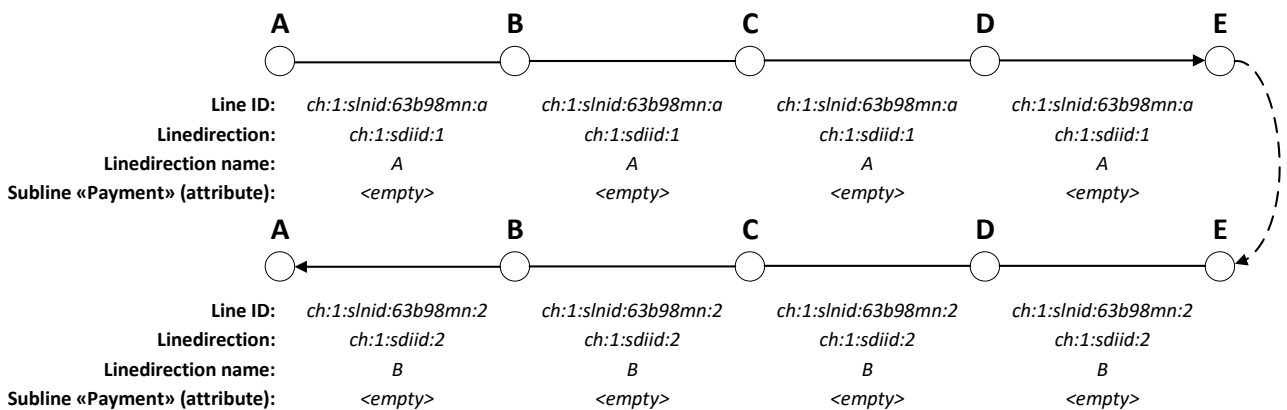 A B C D E
Line ID: ch:1:slnid:63b98mn:a ch:1:slnid:63b98mn:a ch:1:slnid:63b98mn:a ch:1:slnid:63b98mn:a
Linedirection: ch:1:sdiid:1 ch:1:sdiid:1 ch:1:sdiid:1 ch:1:sdiid:1
Linedirection name: A A A A
Subline «Payment» (attribute): <empty> <empty> <empty> <empty>
A B C D E
Line ID: ch:1:slnid:63b98mn:2 ch:1:slnid:63b98mn:2 ch:1:slnid:63b98mn:2 ch:1:slnid:63b98mn:2
Linedirection: ch:1:sdiid:2 ch:1:sdiid:2 ch:1:sdiid:2 ch:1:sdiid:2
Linedirection name: B B B B
Subline «Payment» (attribute): <empty> <empty> <empty> <empty>